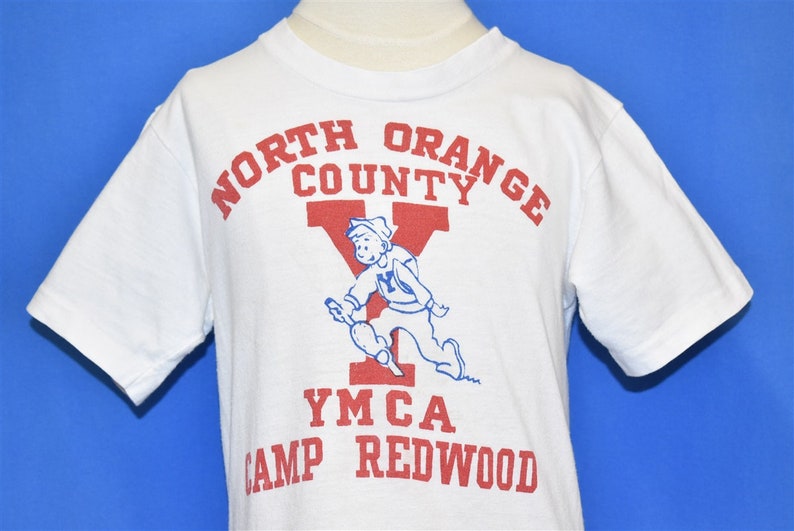 NORTH ORANGE
COUNTY
Y
Y
YMCA
CAMP REDWOOD